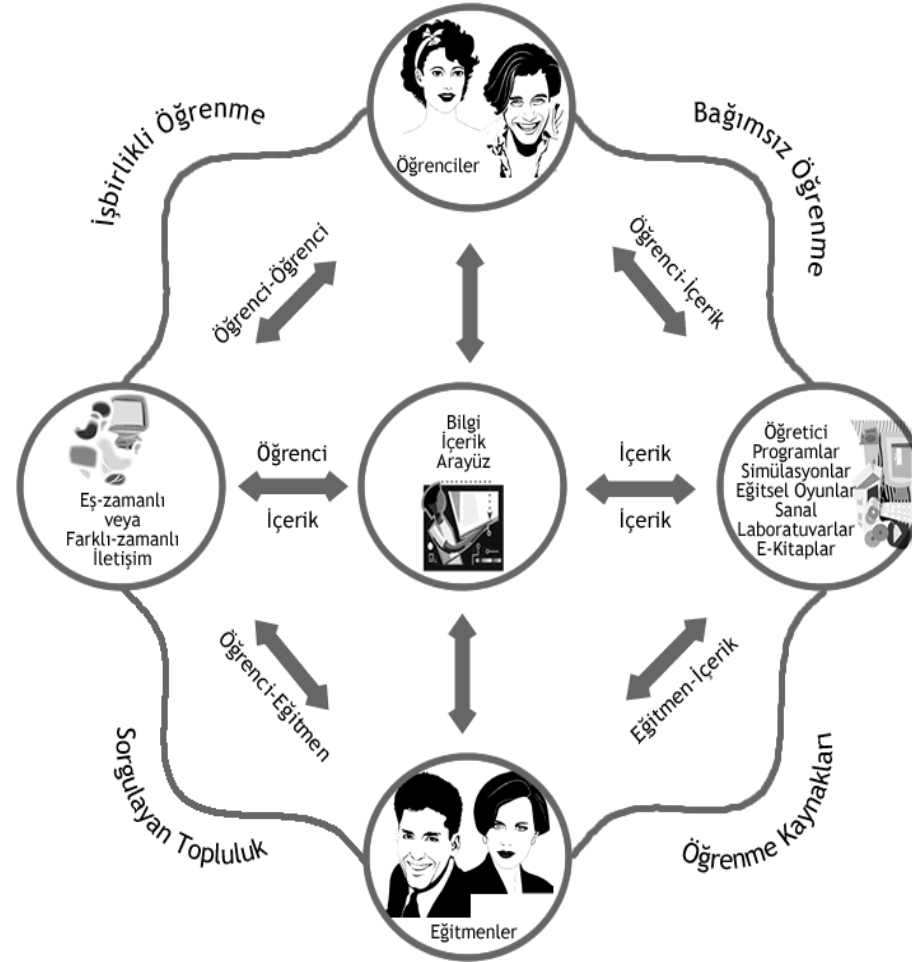 Öğrenciler
İşbirlikli Öğrenme
Bağımsız Öğrenme
Öğrenci-Öğrenci
Öğrenci-İçerik
Eş-zamanlı
veya
Farklı-zamanlı
İletişim
Öğrenci
İçerik
Bilgi
İçerik
Arayüz
İçerik
İçerik
Öğretici
Programlar
Simülasyonlar
Eğitsel Oyunlar
Sanal
Laboratuvarlar
E-Kitaplar
Öğrenci-Eğitmen
Eğitmen-İçerik
Sorgulayan Topluluk
Öğrenme Kaynakları
Eğitmenler